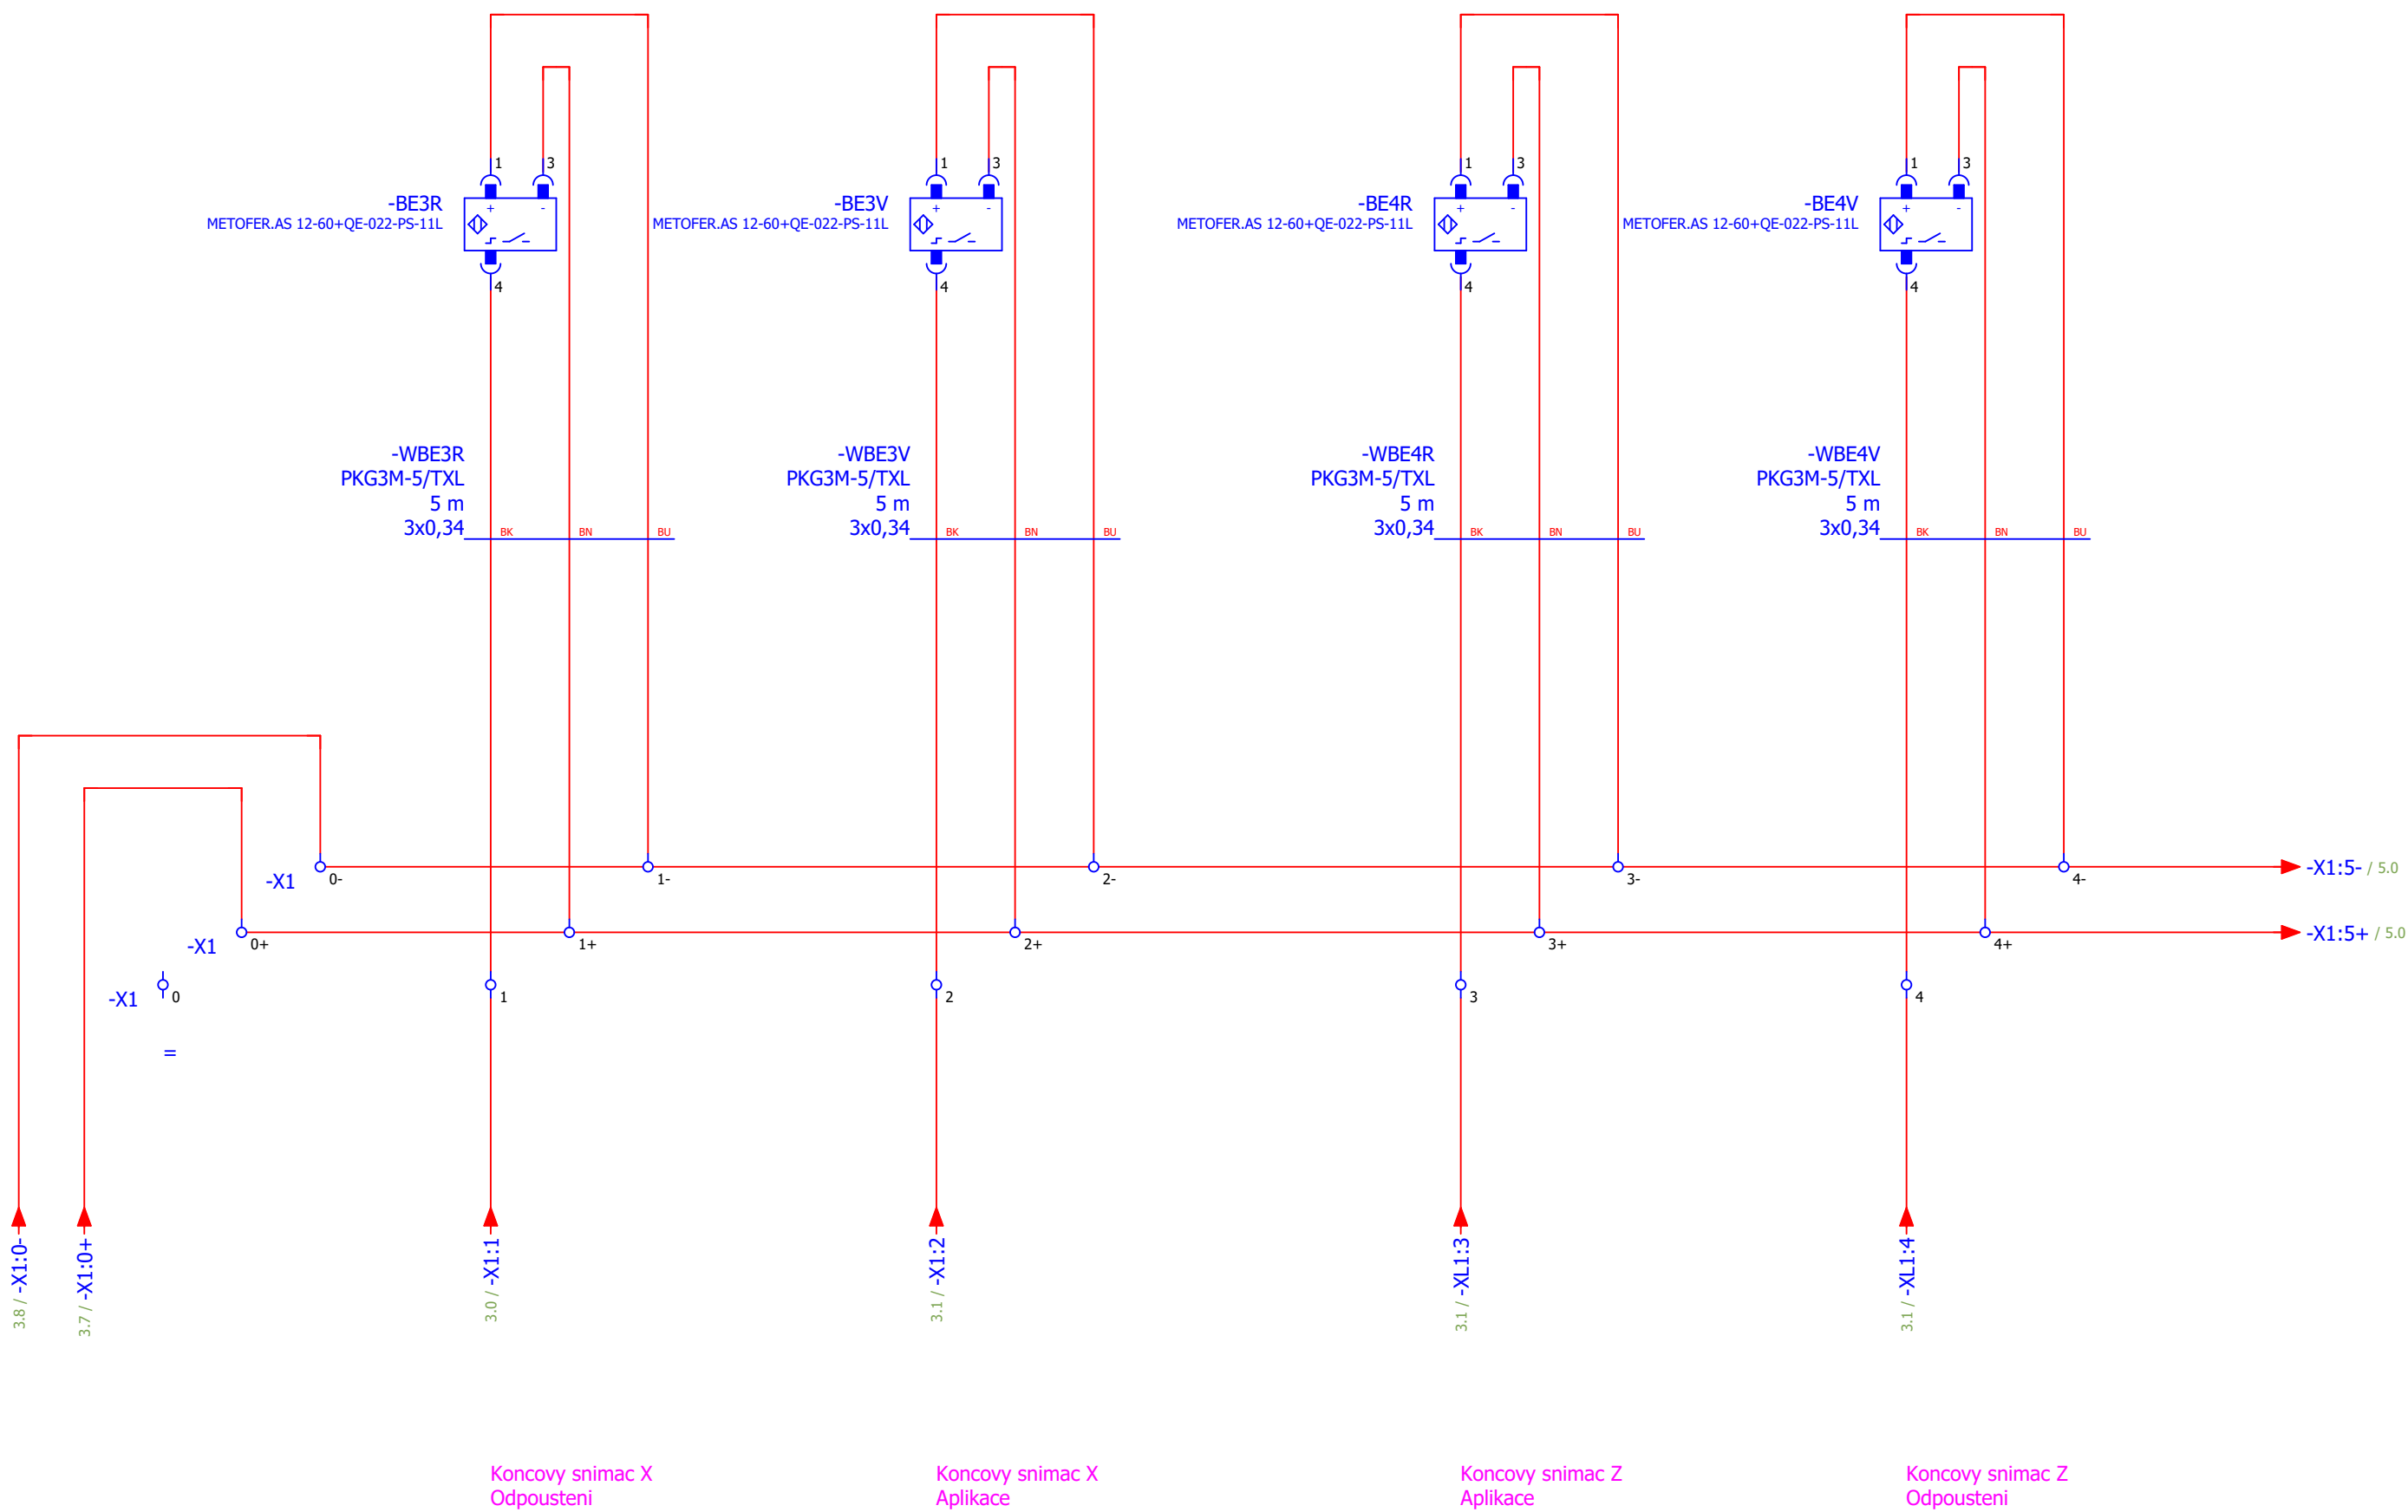 1 3
-BE3R
METOFER.AS 12-60+QE-022-PS-11L
+ -
4
1 3
-BE3V
METOFER.AS 12-60+QE-022-PS-11L
+ -
4
1 3
-BE4R
METOFER.AS 12-60+QE-022-PS-11L
+ -
4
1 3
-BE4V
METOFER.AS 12-60+QE-022-PS-11L
+ -
4
-WBE3R
PKG3M-5/TXL
5 m
3x0,34
BK BN BU
-WBE3V
PKG3M-5/TXL
5 m
3x0,34
BK BN BU
-WBE4R
PKG3M-5/TXL
5 m
3x0,34
BK BN BU
-WBE4V
PKG3M-5/TXL
5 m
3x0,34
BK BN BU
-X1 0- 1- 2- 3- 4- -X1:5- / 5.0
-X1 0+ 1+ 2+ 3+ 4+ -X1:5+ / 5.0
-X1 0 1 2 3 4
=
3.8 / -X1:0-
3.7 / -X1:0+
3.0 / -X1:1
3.1 / -X1:2
3.1 / -XL1:3
3.1 / -XL1:4
Koncovy snimac X
Odpousteni
Koncovy snimac X
Aplikace
Koncovy snimac Z
Aplikace
Koncovy snimac Z
Odpousteni